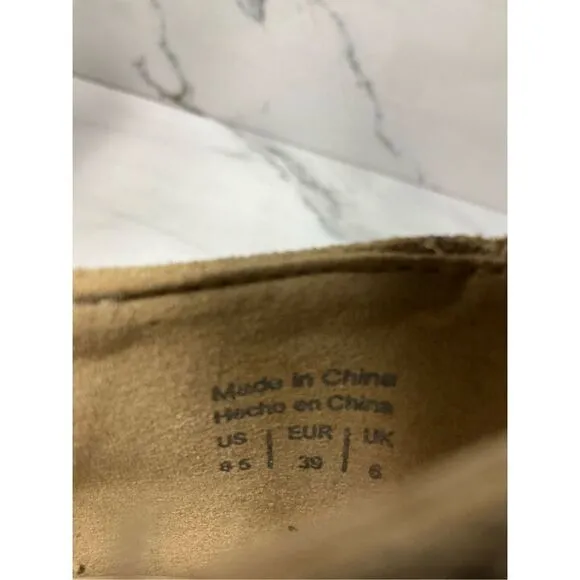 Made in China
Hecho en China
US | EUR | UK
8.5 | 39 | 6